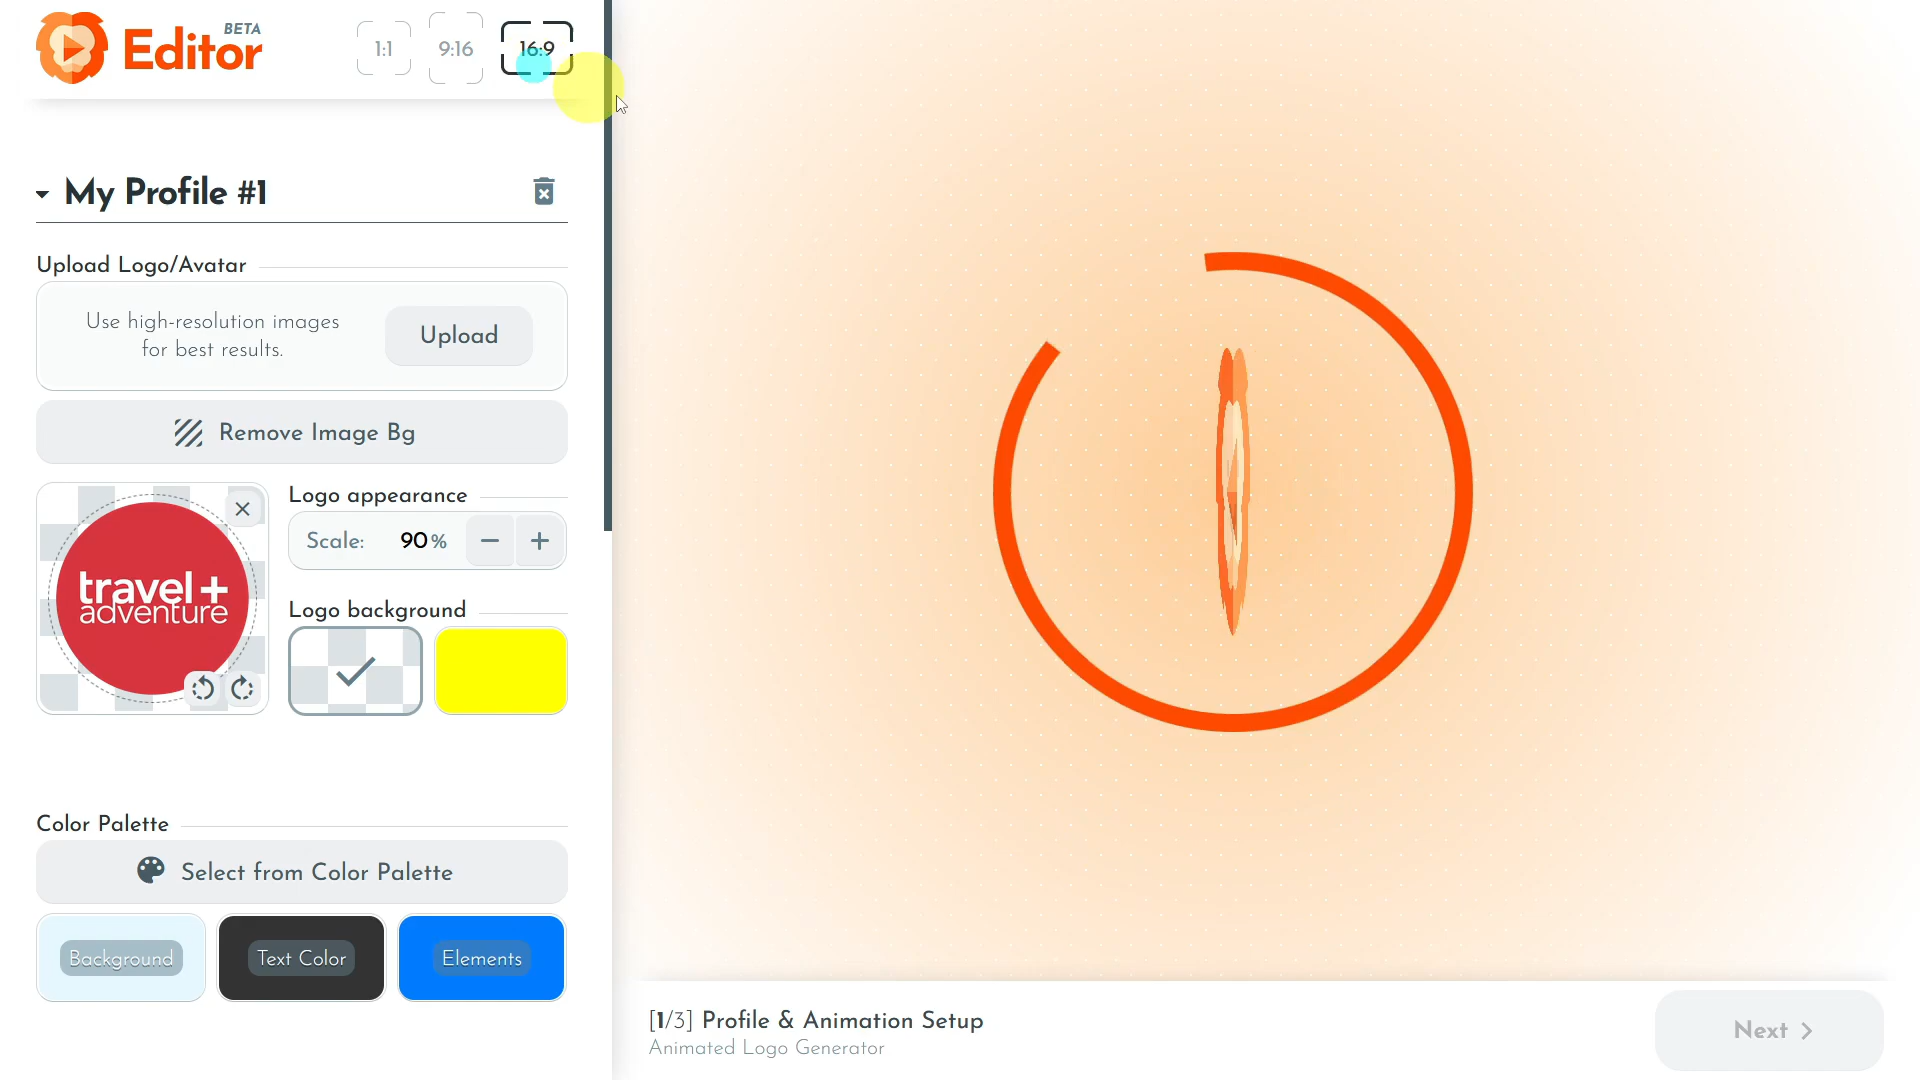 Editor BETA
1:1
9:16
16:9
My Profile #1
Upload Logo/Avatar
Use high-resolution images
for best results.
Upload
Remove Image Bg
travel+
adventure
Logo appearance
Scale: 90%
Logo background
Color Palette
Select from Color Palette
Background
Text Color
Elements
[1/3] Profile & Animation Setup
Animated Logo Generator
Next